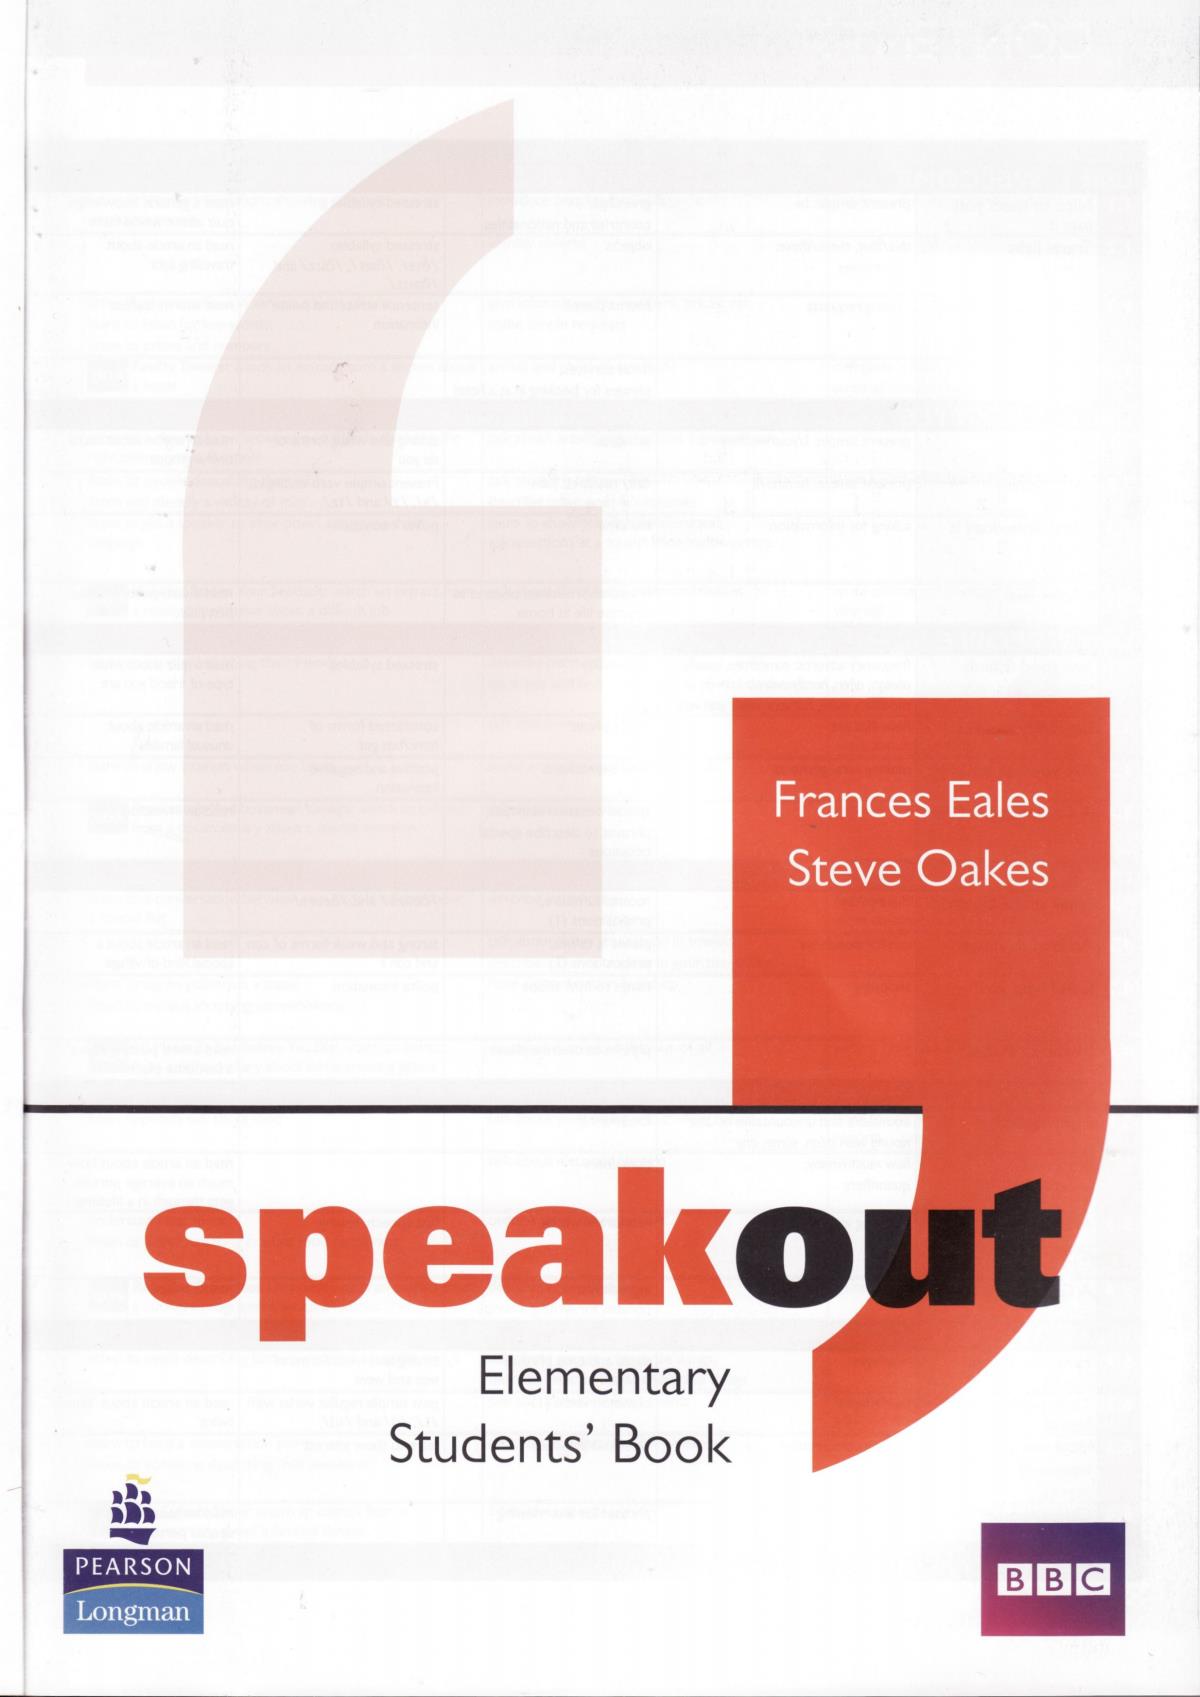 Frances Eales
Steve Oakes
speakout
Elementary
Students’ Book
PEARSON
Longman
BBC